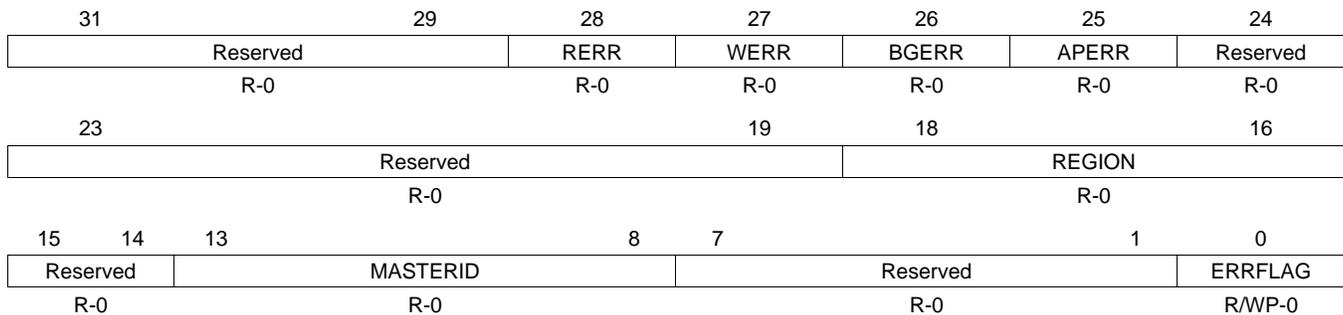 31 29 28 27 26 25 24
Reserved RERR WERR BGERR APERR Reserved
R-0 R-0 R-0 R-0 R-0 R-0
23 19 18 16
Reserved REGION
R-0 R-0
15 14 13 8 7 1 0
Reserved MASTERID Reserved ERRFLAG
R-0 R-0 R-0 R/WP-0